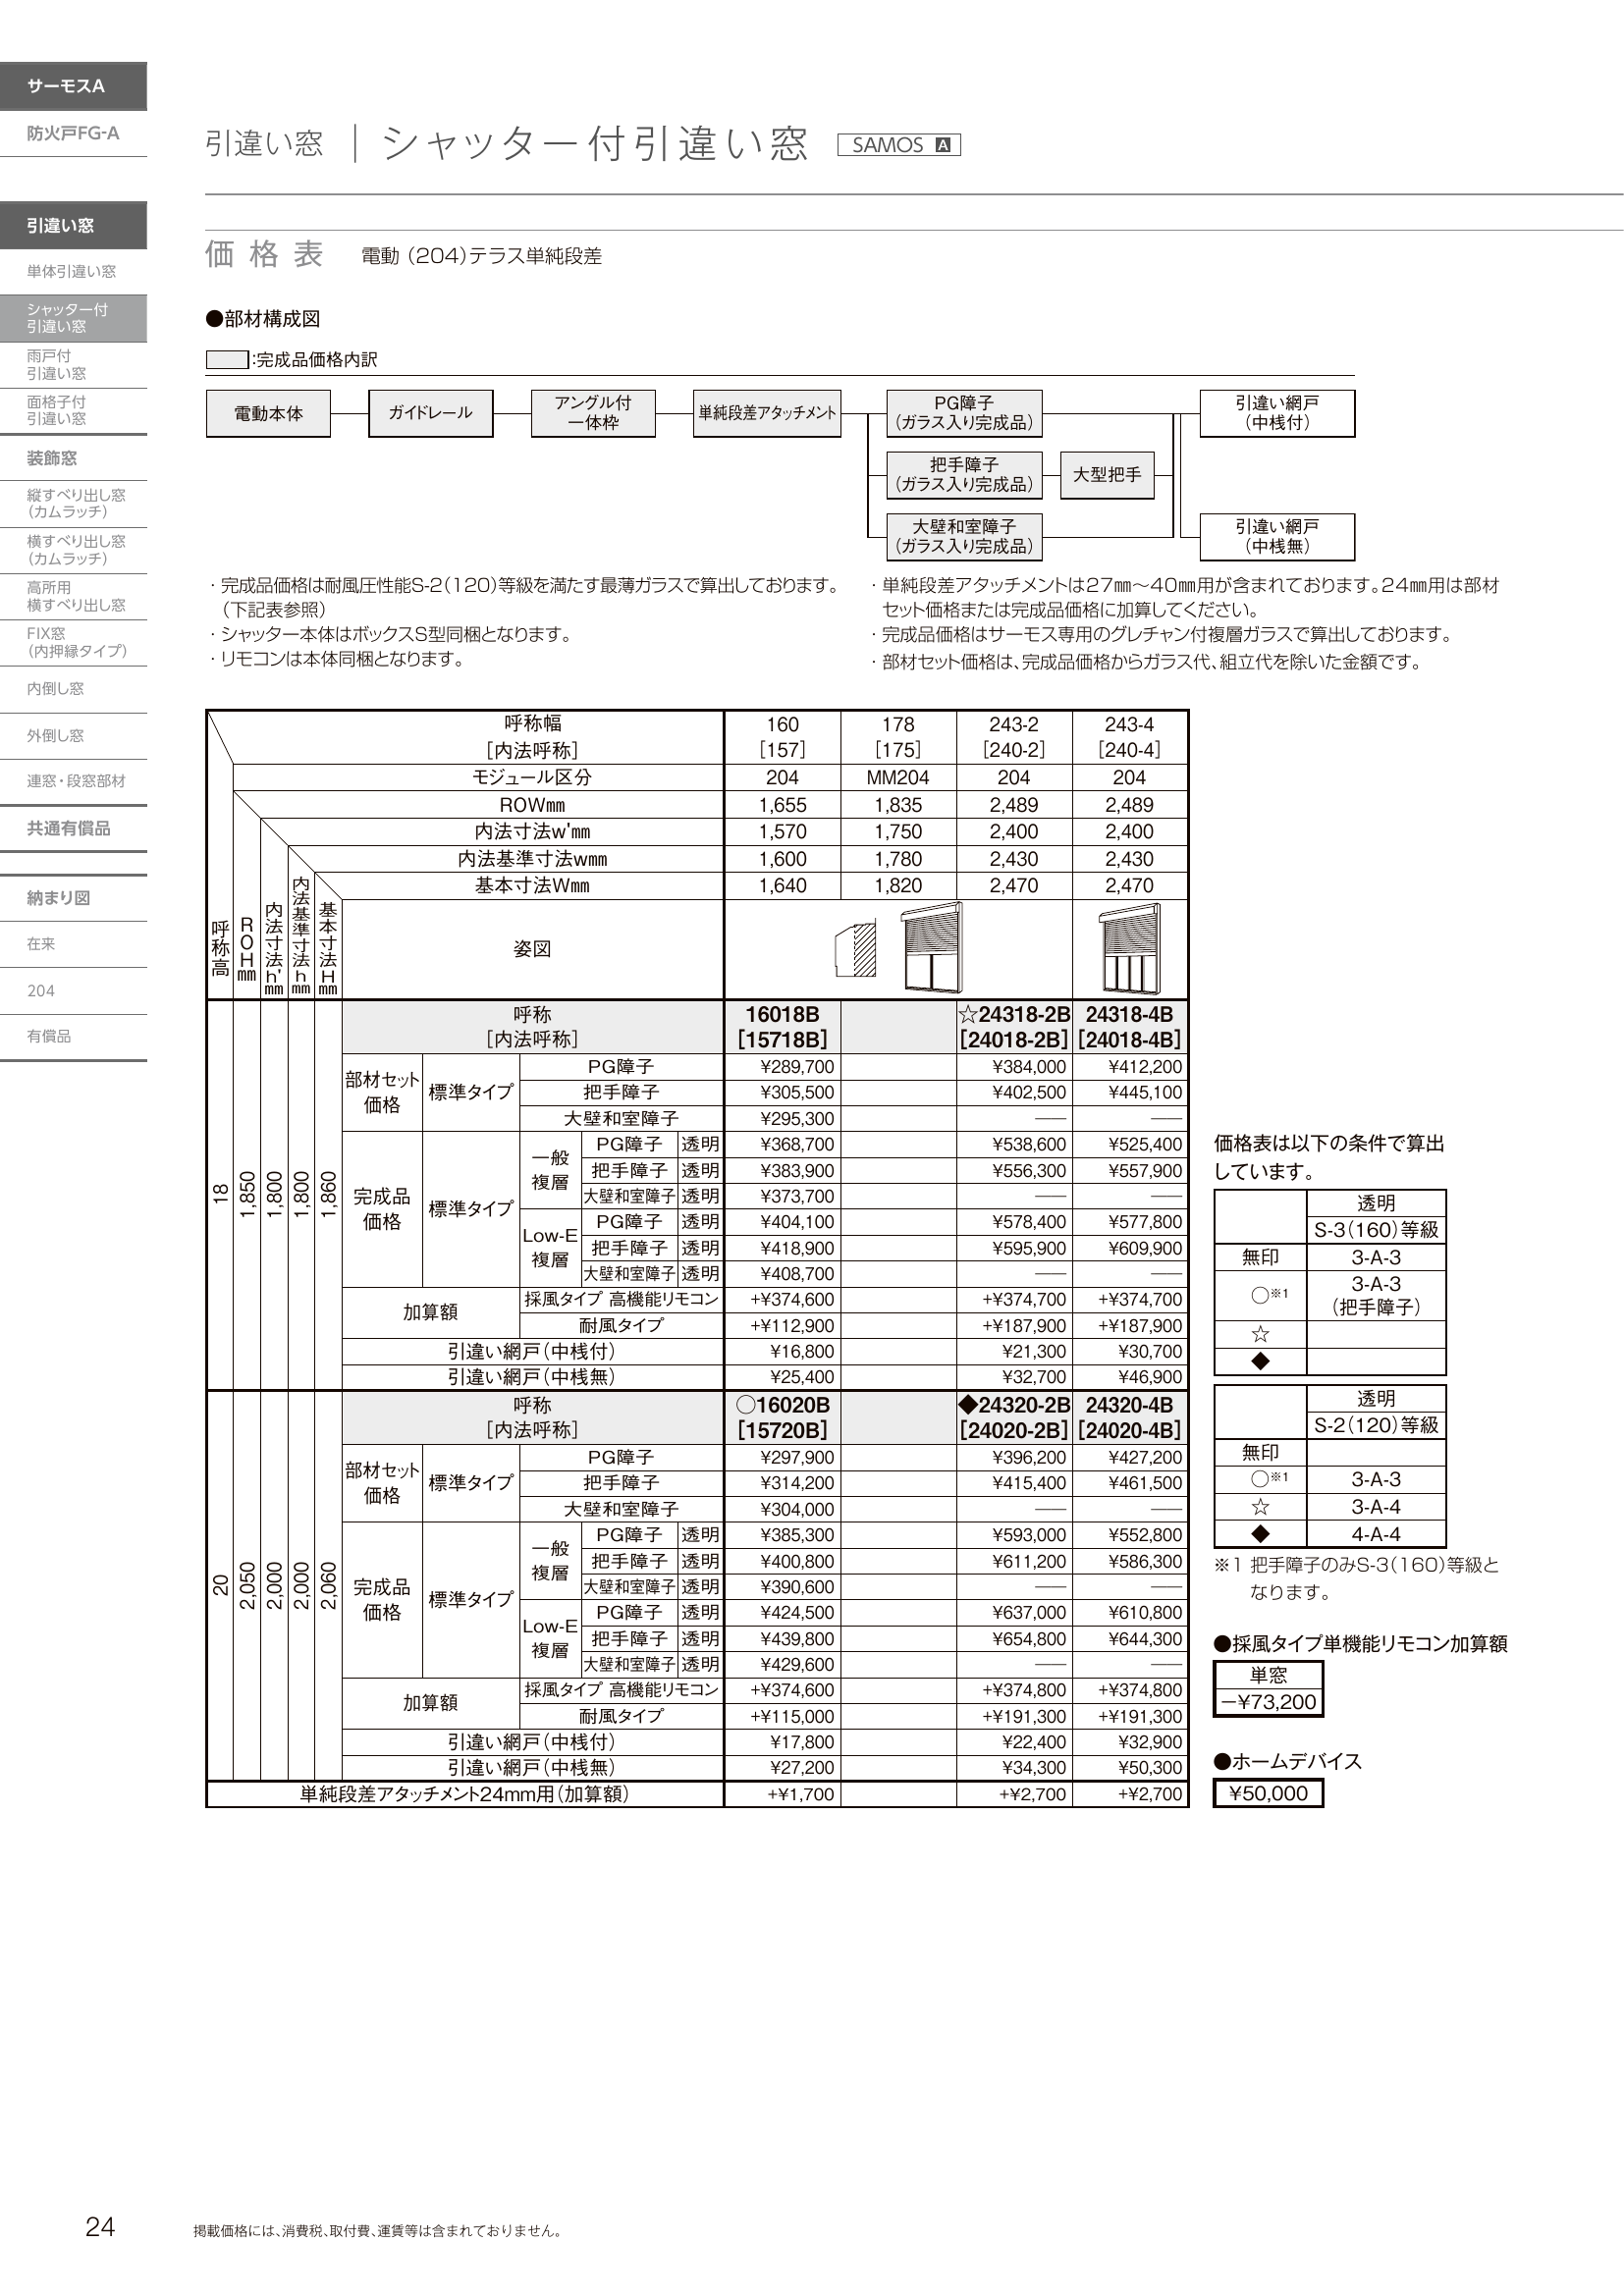 サーモスA
防火戸FG-A
引違い窓
単体引違い窓
シャッター付
引違い窓
雨戸付
引違い窓
面格子付
引違い窓
装飾窓
縦すべり出し窓
(カムラッチ)
横すべり出し窓
(カムラッチ)
高所用
横すべり出し窓
FIX窓
(内押縁タイプ)
内倒し窓
外倒し窓
連窓・段窓部材
共通有償品
納まり図
在来
204
有償品
引違い窓 | シャッター付引違い窓 SAMOS A
価格表 電動(204)テラス単純段差
●部材構成図
:完成品価格内訳
電動本体 ガイドレール アングル付一体枠 単純段差アタッチメント PG障子(ガラス入り完成品) 引違い網戸(中桟付)
把手障子(ガラス入り完成品) 大型把手
大壁和室障子(ガラス入り完成品) 引違い網戸(中桟無)
・完成品価格は耐風圧性能S-2(120)等級を満たす最薄ガラスで算出しております。
(下記表参照)
・シャッター本体はボックスS型同梱となります。
・リモコンは本体同梱となります。
・単純段差アタッチメントは27㎜〜40㎜用が含まれております。24㎜用は部材
セット価格または完成品価格に加算してください。
・完成品価格はサーモス専用のグレチャン付複層ガラスで算出しております。
・部材セット価格は、完成品価格からガラス代、組立代を除いた金額です。
呼称幅 160 178 243-2 243-4
[内法呼称] [157] [175] [240-2] [240-4]
モジュール区分 204 MM204 204 204
ROW㎜ 1,655 1,835 2,489 2,489
内法寸法w'㎜ 1,570 1,750 2,400 2,400
内法基準寸法w㎜ 1,600 1,780 2,430 2,430
基本寸法W㎜ 1,640 1,820 2,470 2,470
呼称高 ROH㎜ 内法寸法h'㎜ 内法基準寸法h㎜ 基本寸法H㎜ 姿図
18 1,850 1,800 1,800 1,860
呼称 16018B ☆24318-2B 24318-4B
[内法呼称] [15718B] [24018-2B] [24018-4B]
部材セット価格 標準タイプ PG障子 ¥289,700 ¥384,000 ¥412,200
把手障子 ¥305,500 ¥402,500 ¥445,100
大壁和室障子 ¥295,300 —— ——
完成品価格 標準タイプ 一般複層 PG障子 透明 ¥368,700 ¥538,600 ¥525,400
把手障子 透明 ¥383,900 ¥556,300 ¥557,900
大壁和室障子 透明 ¥373,700 —— ——
Low-E複層 PG障子 透明 ¥404,100 ¥578,400 ¥577,800
把手障子 透明 ¥418,900 ¥595,900 ¥609,900
大壁和室障子 透明 ¥408,700 —— ——
加算額 採風タイプ 高機能リモコン +¥374,600 +¥374,700 +¥374,700
耐風タイプ +¥112,900 +¥187,900 +¥187,900
引違い網戸(中桟付) ¥16,800 ¥21,300 ¥30,700
引違い網戸(中桟無) ¥25,400 ¥32,700 ¥46,900
20 2,050 2,000 2,000 2,060
呼称 ○16020B ◆24320-2B 24320-4B
[内法呼称] [15720B] [24020-2B] [24020-4B]
部材セット価格 標準タイプ PG障子 ¥297,900 ¥396,200 ¥427,200
把手障子 ¥314,200 ¥415,400 ¥461,500
大壁和室障子 ¥304,000 —— ——
完成品価格 標準タイプ 一般複層 PG障子 透明 ¥385,300 ¥593,000 ¥552,800
把手障子 透明 ¥400,800 ¥611,200 ¥586,300
大壁和室障子 透明 ¥390,600 —— ——
Low-E複層 PG障子 透明 ¥424,500 ¥637,000 ¥610,800
把手障子 透明 ¥439,800 ¥654,800 ¥644,300
大壁和室障子 透明 ¥429,600 —— ——
加算額 採風タイプ 高機能リモコン +¥374,600 +¥374,800 +¥374,800
耐風タイプ +¥115,000 +¥191,300 +¥191,300
引違い網戸(中桟付) ¥17,800 ¥22,400 ¥32,900
引違い網戸(中桟無) ¥27,200 ¥34,300 ¥50,300
単純段差アタッチメント24mm用(加算額) +¥1,700 +¥2,700 +¥2,700
価格表は以下の条件で算出
しています。
透明
S-3(160)等級
無印 3-A-3
○※1 3-A-3(把手障子)
☆
◆
透明
S-2(120)等級
無印
○※1 3-A-3
☆ 3-A-4
◆ 4-A-4
※1 把手障子のみS-3(160)等級と
なります。
●採風タイプ単機能リモコン加算額
単窓
−¥73,200
●ホームデバイス
¥50,000
24
掲載価格には、消費税、取付費、運賃等は含まれておりません。